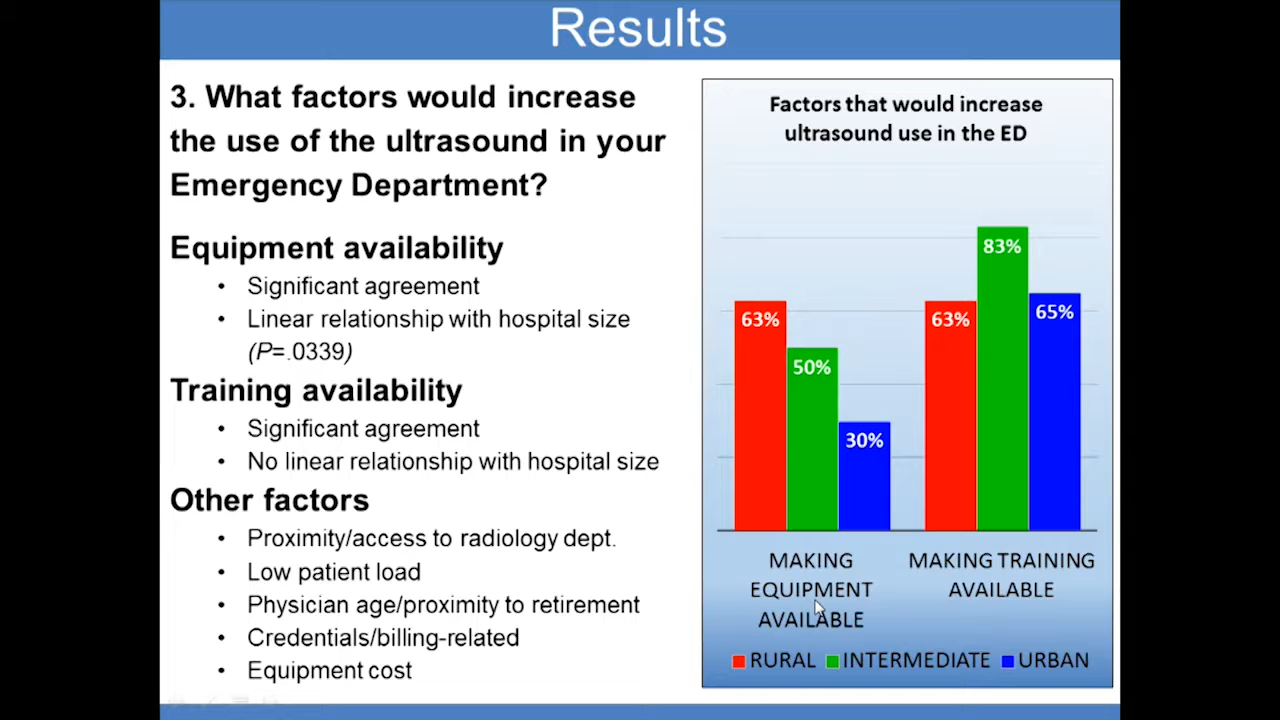 Results
3. What factors would increase
the use of the ultrasound in your
Emergency Department?
Equipment availability
• Significant agreement
• Linear relationship with hospital size
(P=.0339)
Training availability
• Significant agreement
• No linear relationship with hospital size
Other factors
• Proximity/access to radiology dept.
• Low patient load
• Physician age/proximity to retirement
• Credentials/billing-related
• Equipment cost
Factors that would increase
ultrasound use in the ED
63%
50%
30%
63%
83%
65%
MAKING
EQUIPMENT
AVAILABLE
MAKING TRAINING
AVAILABLE
RURAL INTERMEDIATE URBAN